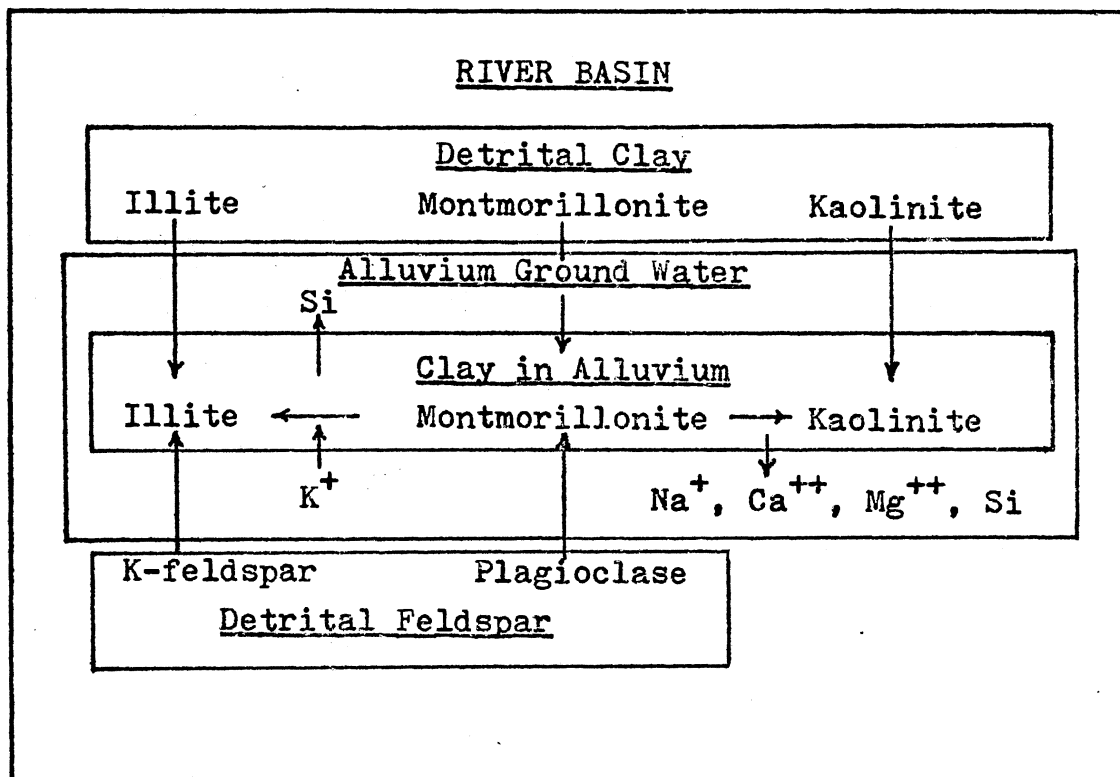 RIVER BASIN
Detrital Clay
Illite Montmorillonite Kaolinite
Alluvium Ground Water
Si
Clay in Alluvium
Illite Montmorillonite Kaolinite
K+
Na+, Ca++, Mg++, Si
K-feldspar Plagioclase
Detrital Feldspar